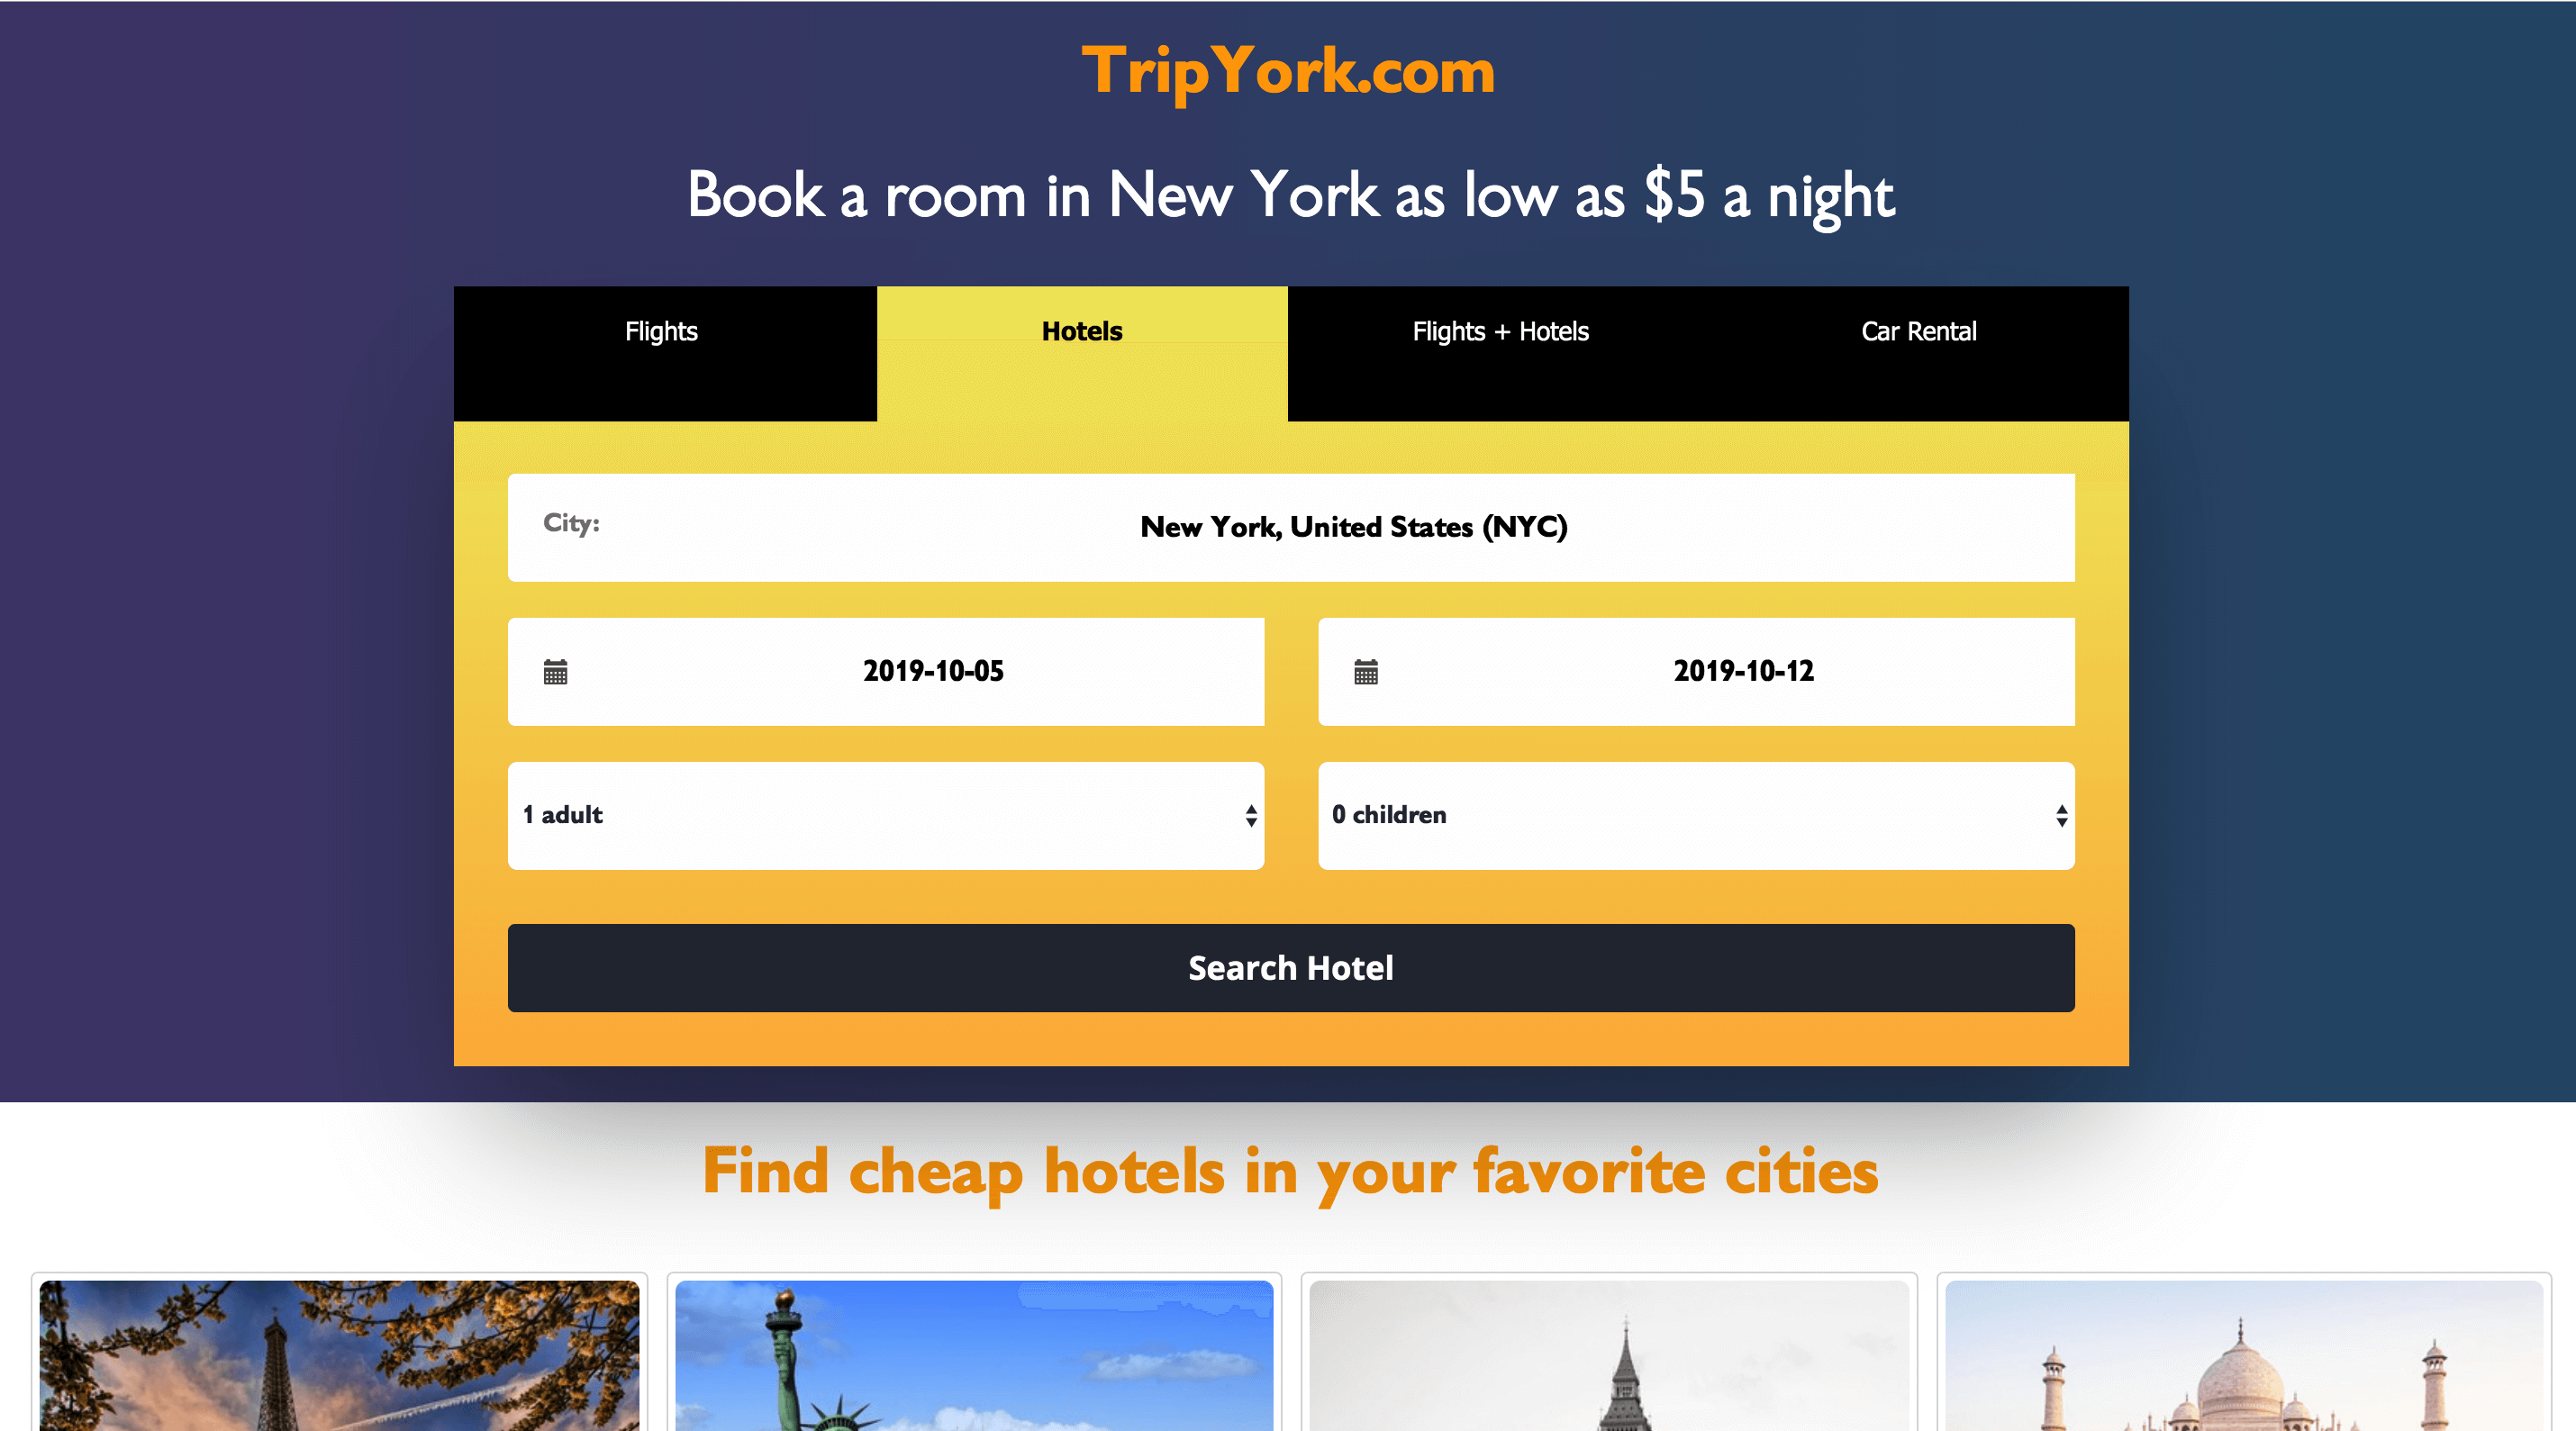 TripYork.com
Book a room in New York as low as $5 a night
Flights
Hotels
Flights + Hotels
Car Rental
City:
New York, United States (NYC)
2019-10-05
2019-10-12
1 adult
0 children
Search Hotel
Find cheap hotels in your favorite cities